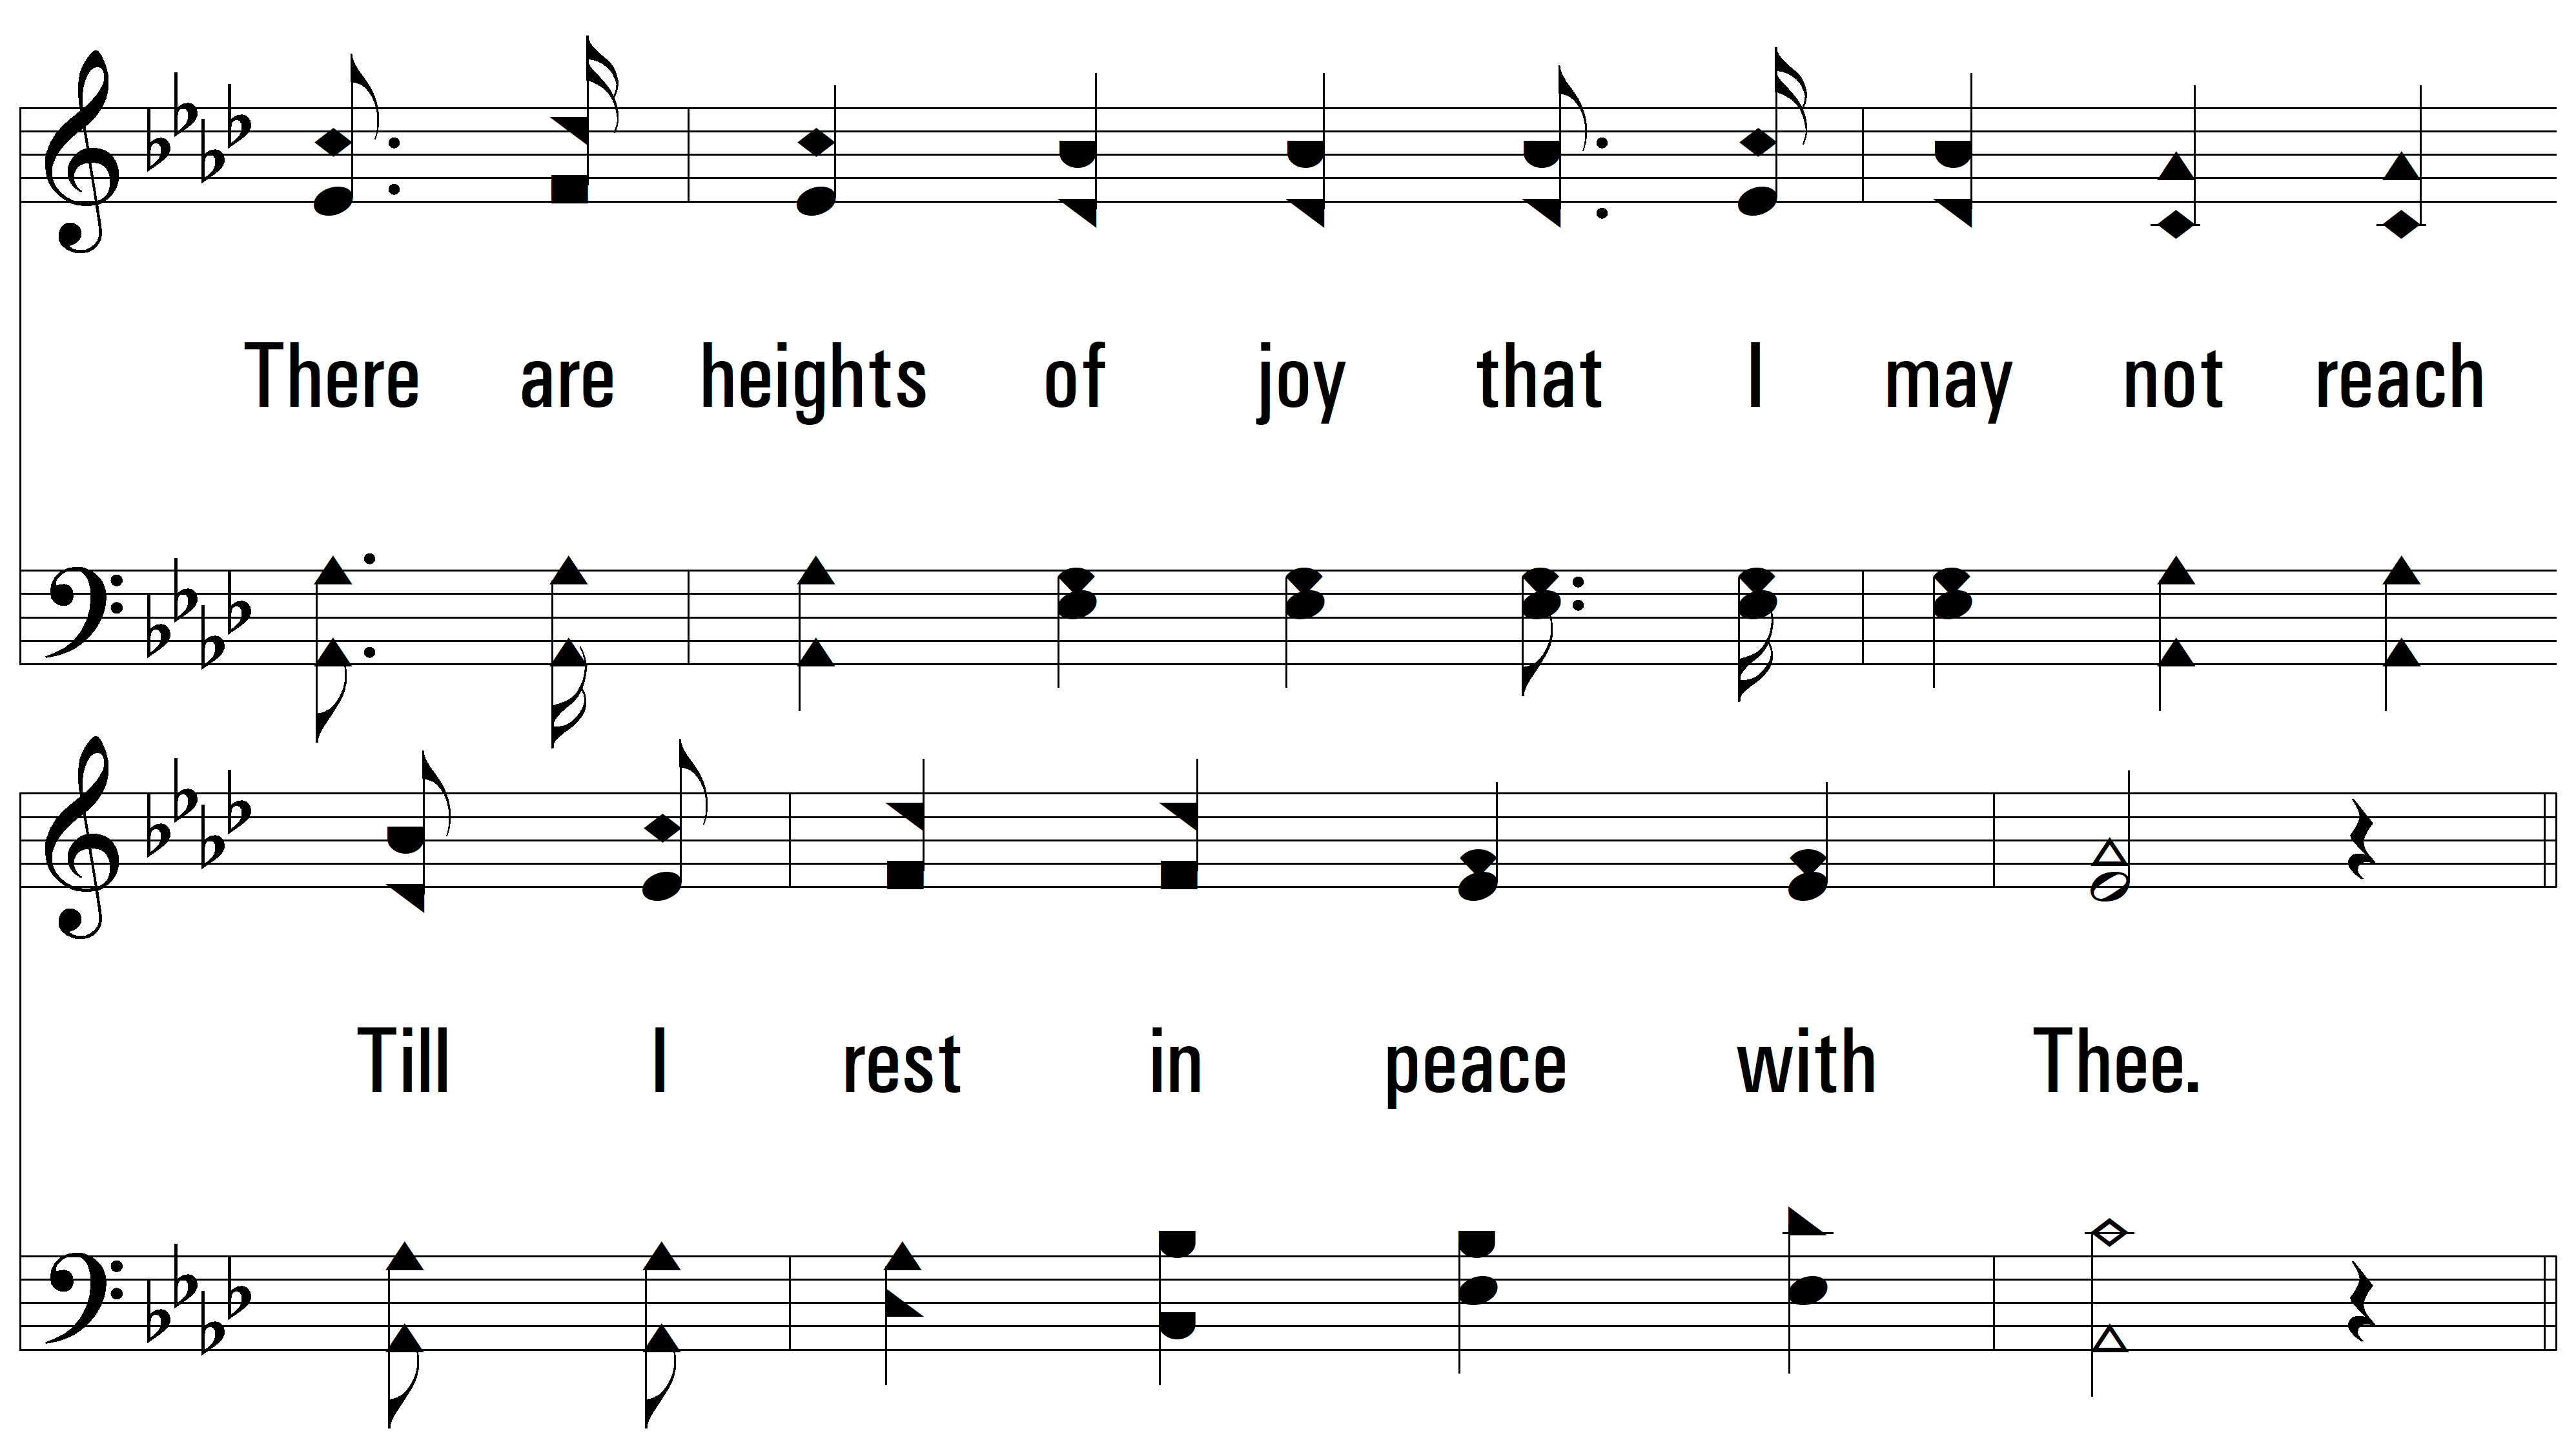 There are heights of joy that I may not reach
Till I rest in peace with Thee.